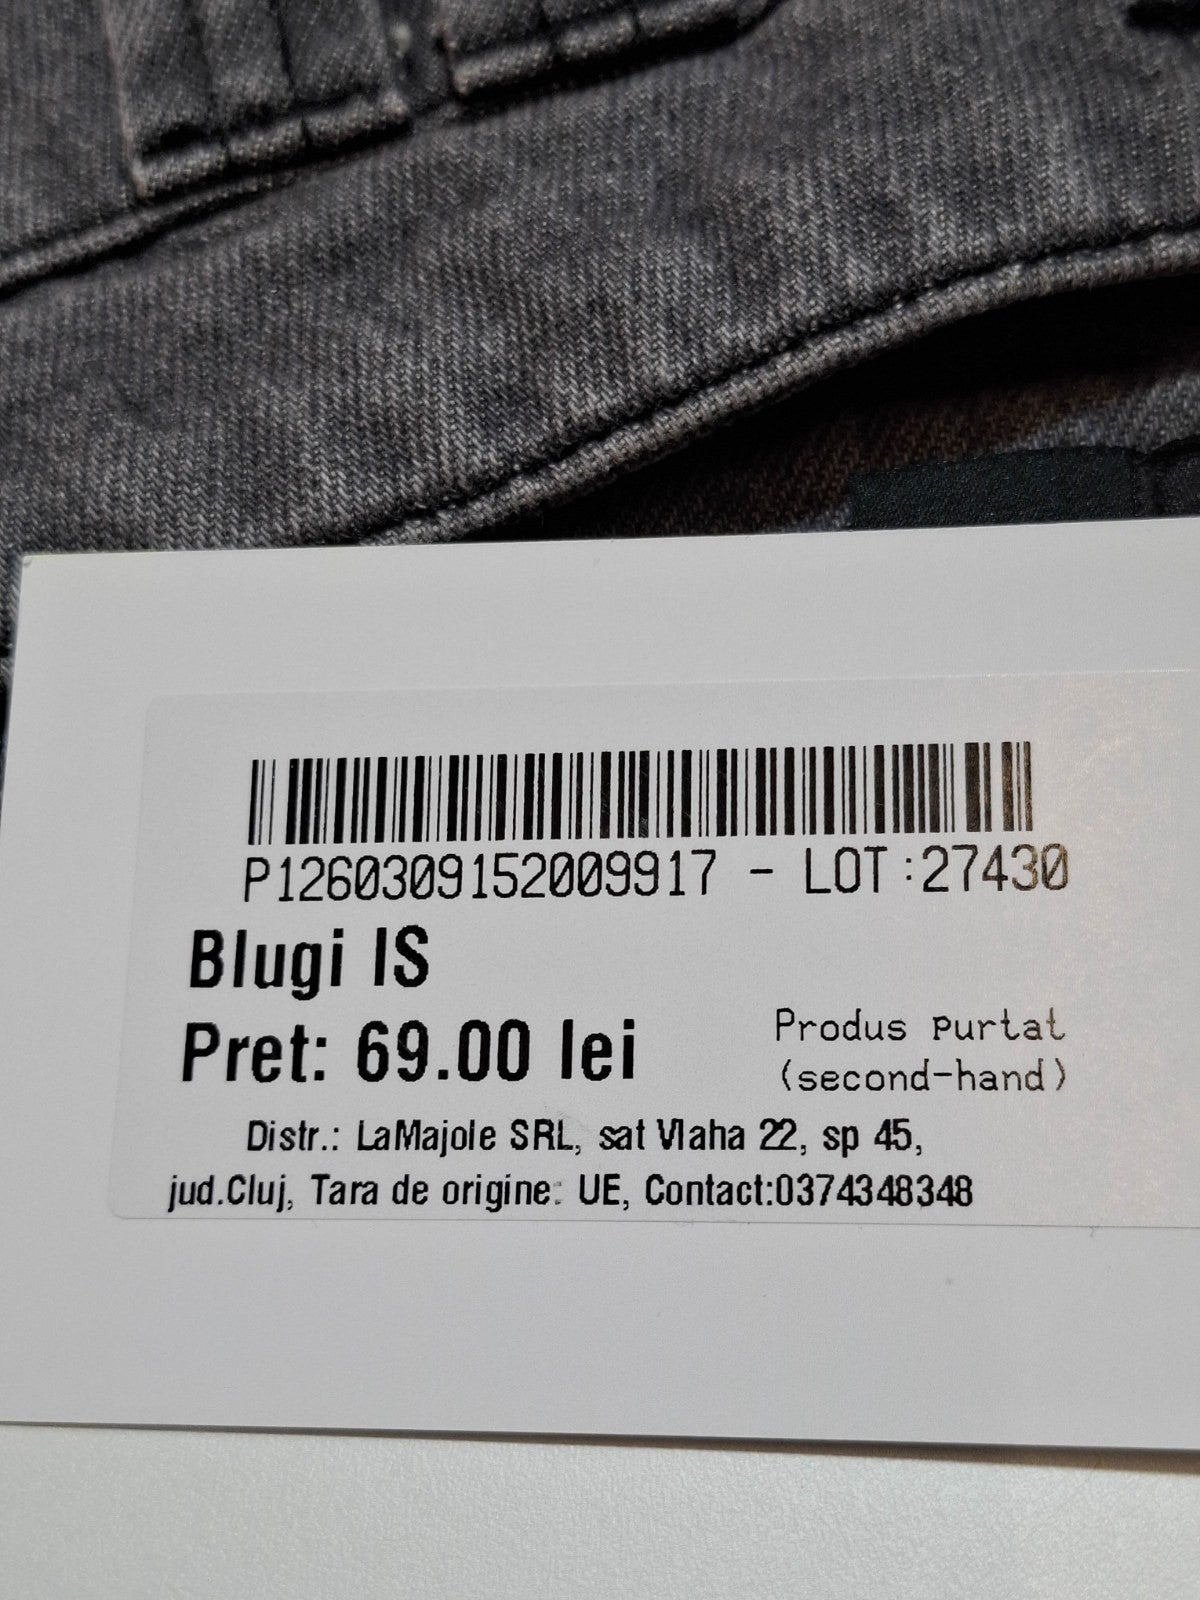 P1260309152009917 - LOT:27430
Blugi IS
Pret: 69.00 lei
Produs purtat
(second-hand)
Distr.: LaMajole SRL, sat Vlaha 22, sp 45,
jud.Cluj, Tara de origine: UE, Contact:0374348348